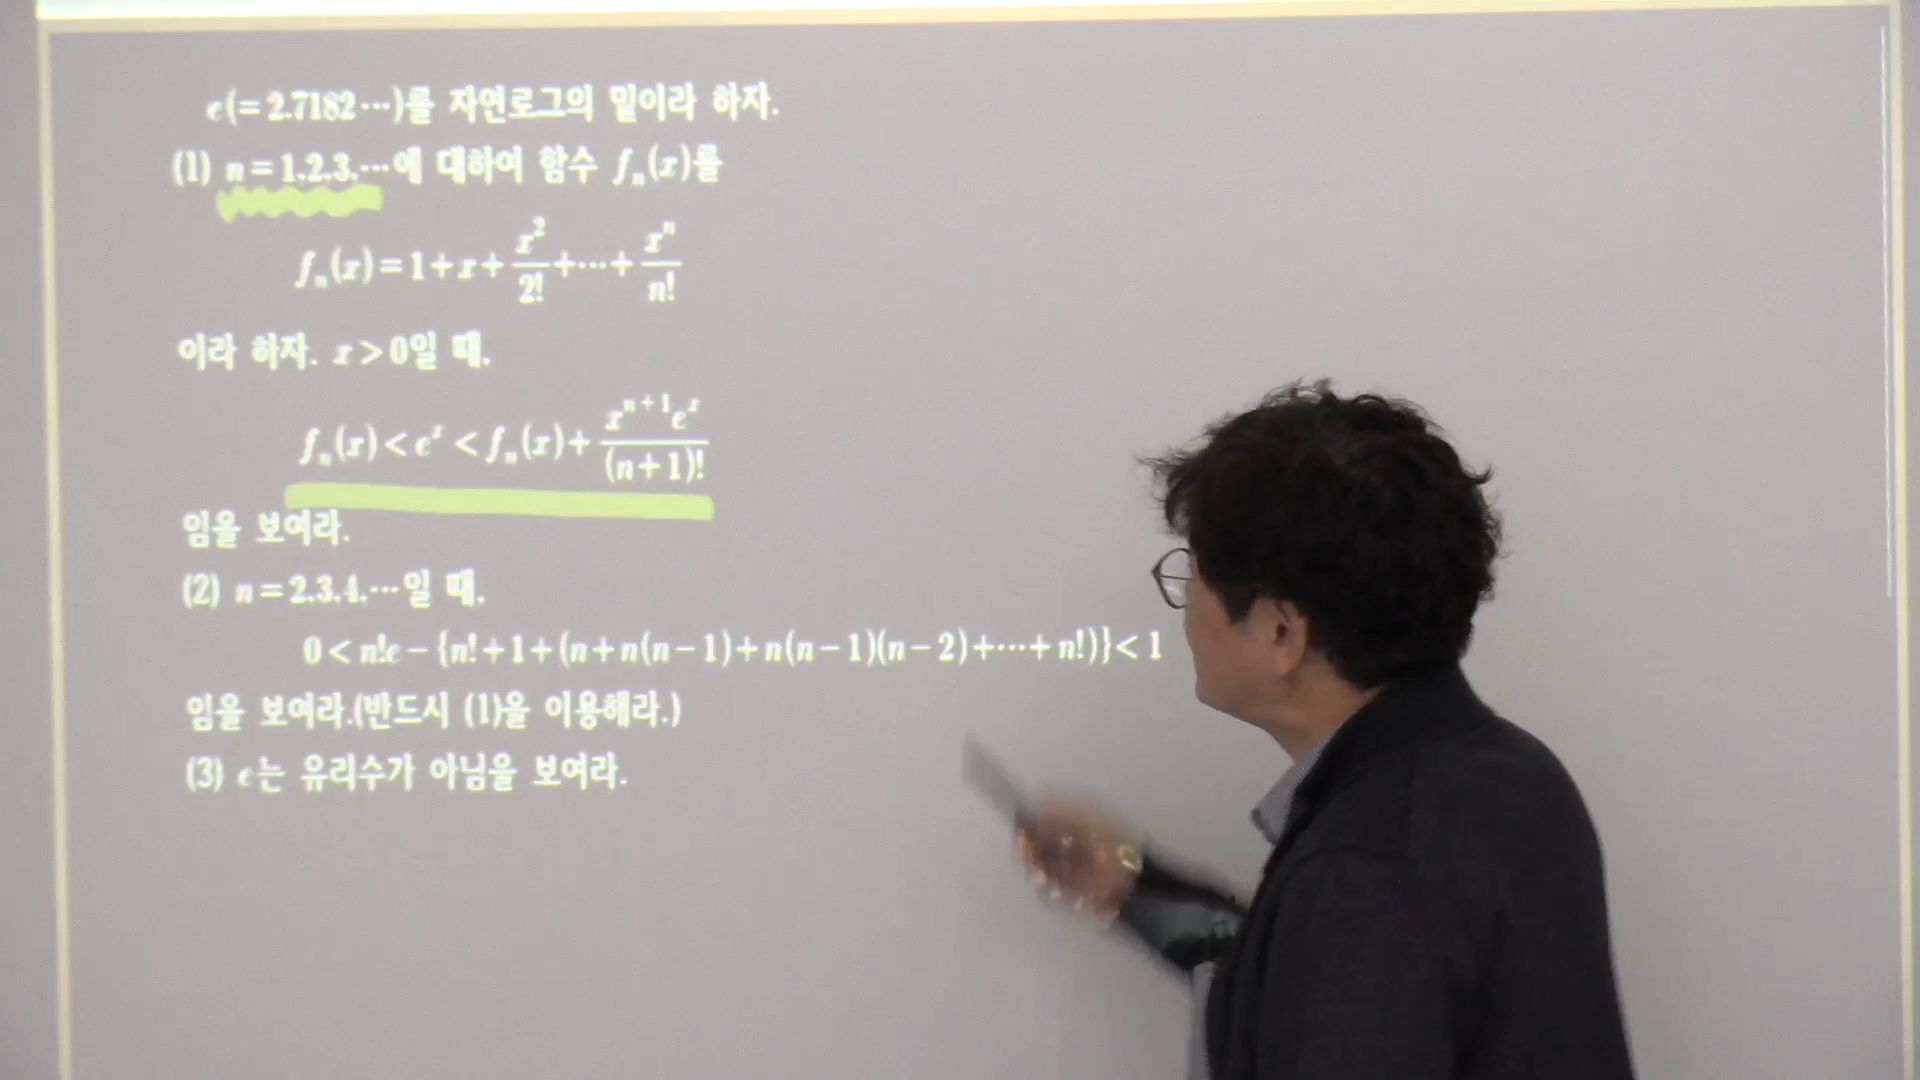 e(=2.7182⋯)를 자연로그의 밑이라 하자.
(1) n=1.2.3.⋯에 대하여 함수 fₙ(x)를
fₙ(x)=1+x+x²/2!+⋯+xⁿ/n!
이라 하자. x>0일 때.
fₙ(x)<eˣ<fₙ(x)+xⁿ⁺¹eˣ/(n+1)!
임을 보여라.
(2) n=2.3.4.⋯일 때.
0<n!e-{n!+1+(n+n(n-1)+n(n-1)(n-2)+⋯+n!)}<1
임을 보여라.(반드시 (1)을 이용해라.)
(3) e는 유리수가 아님을 보여라.